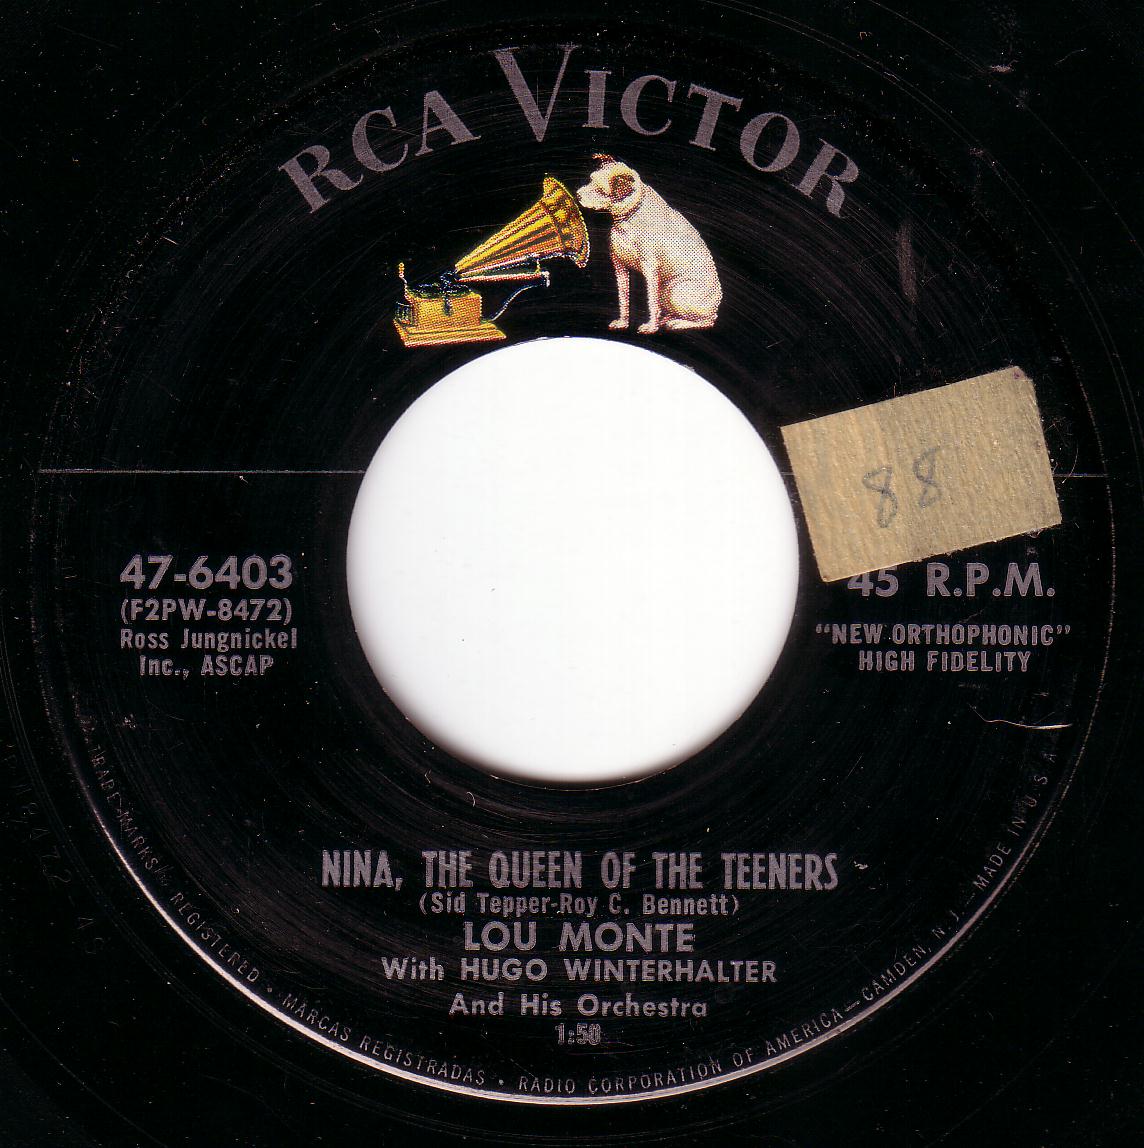 RCA VICTOR
88
47-6403
(F2PW-8472)
Ross Jungnickel
Inc., ASCAP
45 R.P.M.
"NEW ORTHOPHONIC"
HIGH FIDELITY
NINA, THE QUEEN OF THE TEENERS
(Sid Tepper-Roy C. Bennett)
LOU MONTE
With HUGO WINTERHALTER
And His Orchestra
1:50
TRADE-MARKS REGISTERED • MARCAS REGISTRADAS • RADIO CORPORATION OF AMERICA—CAMDEN, N. J.—MADE IN U. S. A.